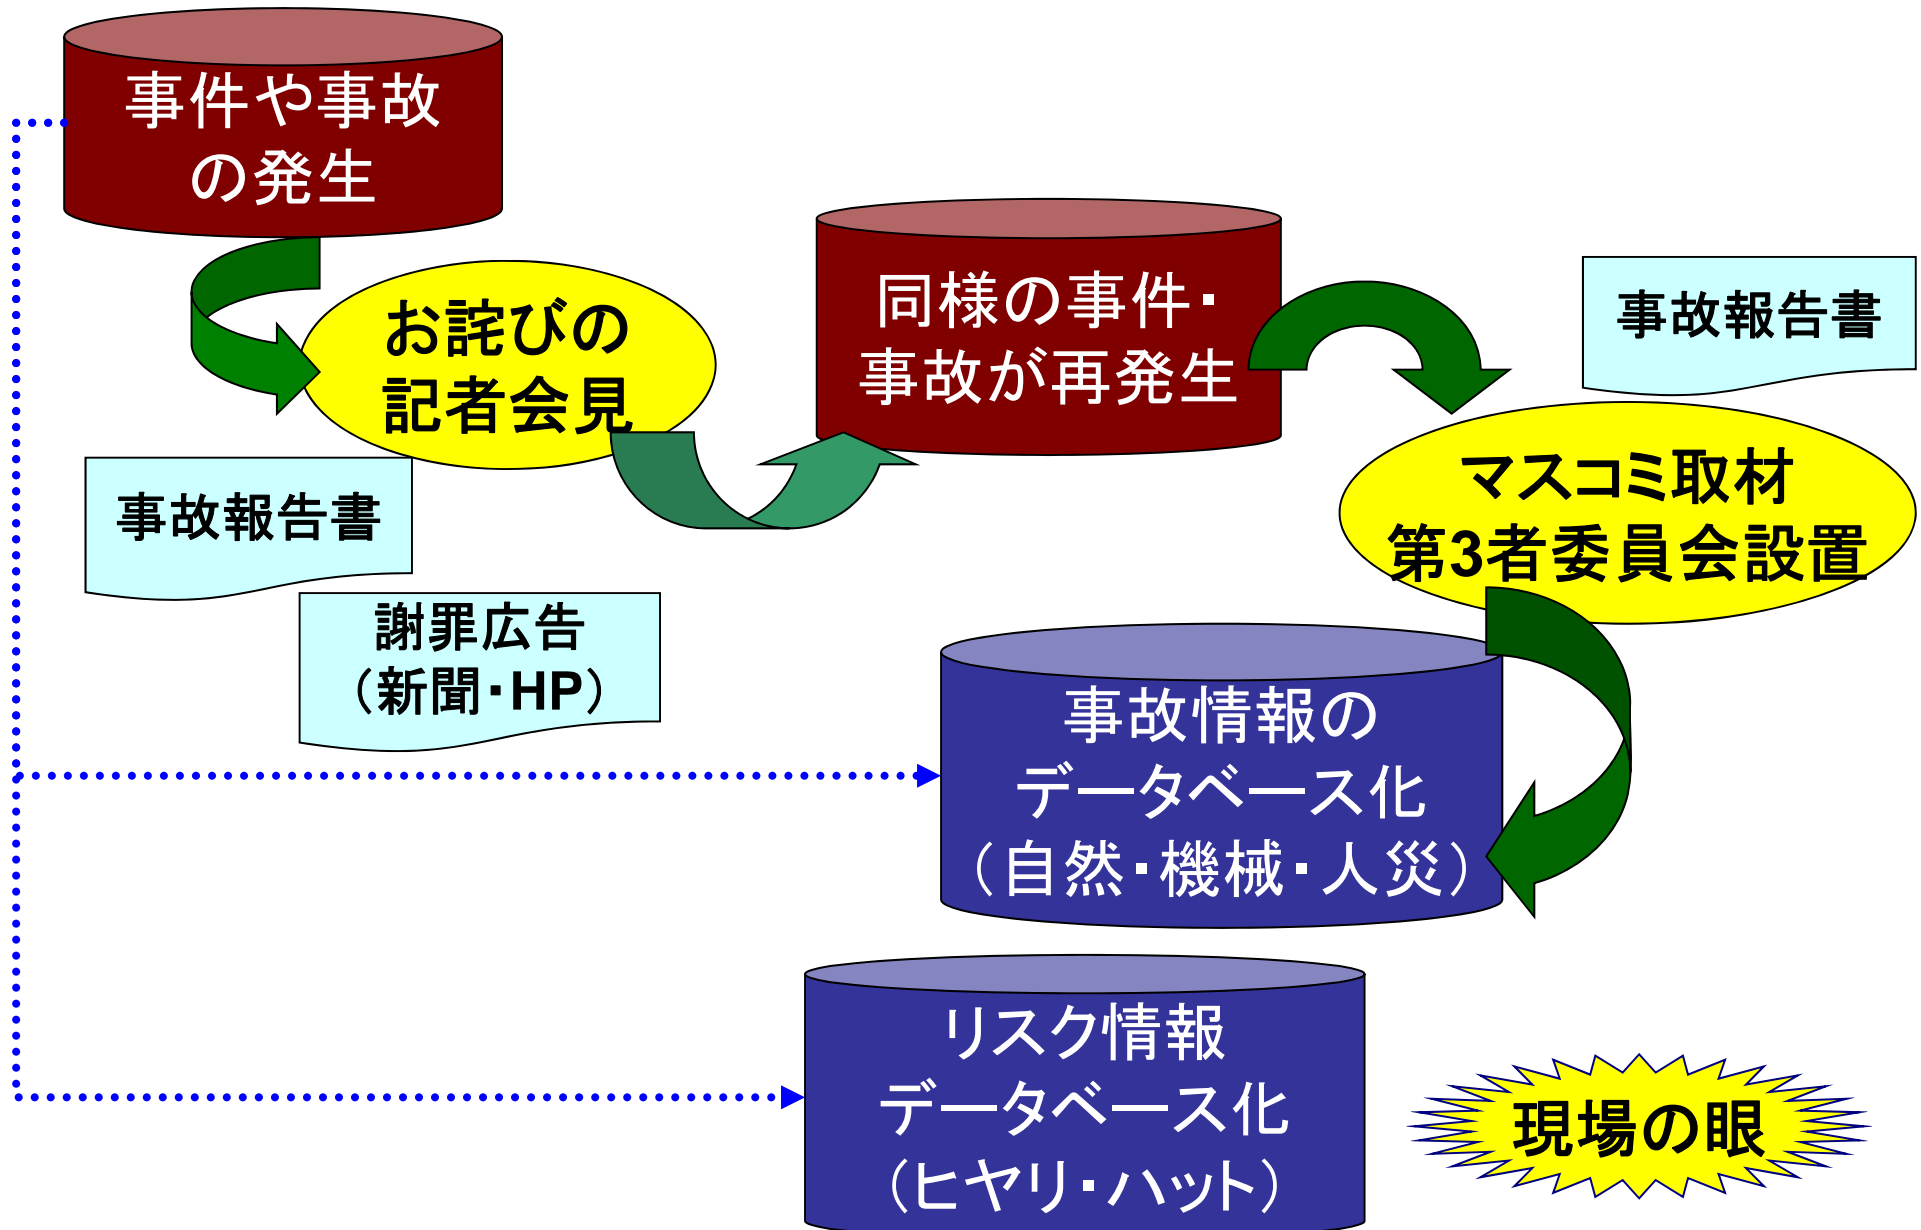 事件や事故
の発生
お詫びの
記者会見
事故報告書
謝罪広告
（新聞・HP）
同様の事件・
事故が再発生
事故報告書
マスコミ取材
第3者委員会設置
事故情報の
データベース化
（自然・機械・人災）
リスク情報
データベース化
（ヒヤリ・ハット）
現場の眼